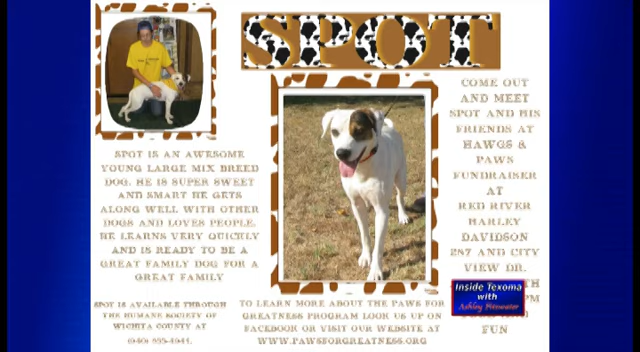 SPOT
SPOT IS AN AWESOME
YOUNG LARGE MIX BREED
DOG. HE IS SUPER SWEET
AND SMART HE GETS
ALONG WELL WITH OTHER
DOGS AND LOVES PEOPLE.
HE LEARNS VERY QUICKLY
AND IS READY TO BE A
GREAT FAMILY DOG FOR A
GREAT FAMILY
SPOT IS AVAILABLE THROUGH
THE HUMANE SOCIETY OF
WICHITA COUNTY AT
TO LEARN MORE ABOUT THE PAWS FOR
GREATNESS PROGRAM LOOK US UP ON
FACEBOOK OR VISIT OUR WEBSITE AT
WWW.PAWSFORGREATNESS.ORG
COME OUT
AND MEET
SPOT AND HIS
FRIENDS AT
HAWGS &
PAWS
FUNDRAISER
AT
RED RIVER
HARLEY
DAVIDSON
287 AND CITY
VIEW DR.
Inside Texoma
with
Ashley Fitzwater
FUN